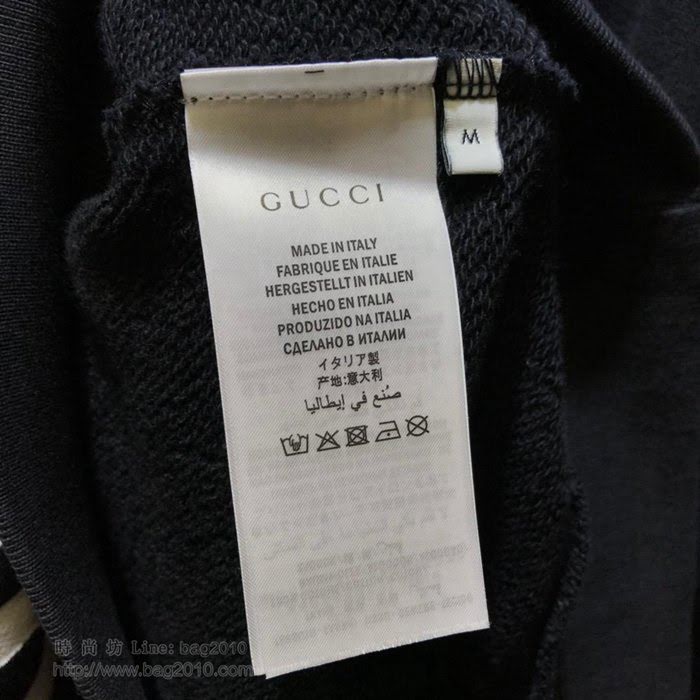 M
GUCCI
MADE IN ITALY
FABRIQUE EN ITALIE
HERGESTELLT IN ITALIEN
HECHO EN ITALIA
PRODUZIDO NA ITALIA
СДЕЛАНО В ИТАЛИИ
イタリア製
产地:意大利
صُنع في إيطاليا
時尚坊 Line: bag2010
www.bag2010.com